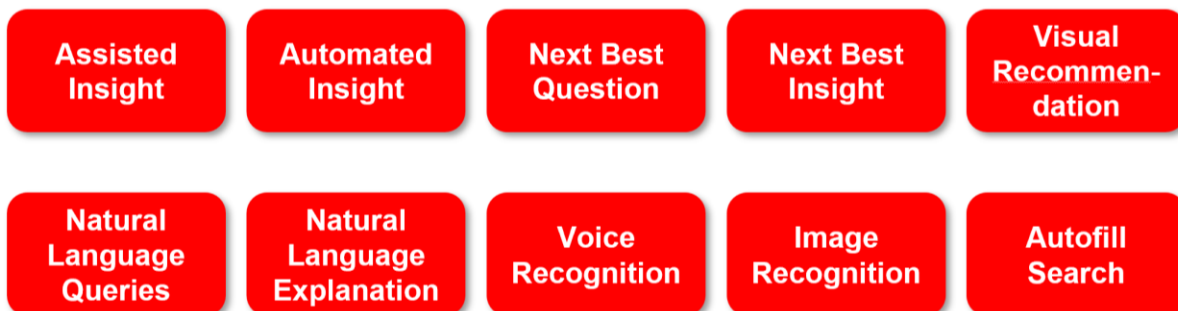 Assisted
Insight
Automated
Insight
Next Best
Question
Next Best
Insight
Visual
Recommen-
dation
Natural
Language
Queries
Natural
Language
Explanation
Voice
Recognition
Image
Recognition
Autofill
Search